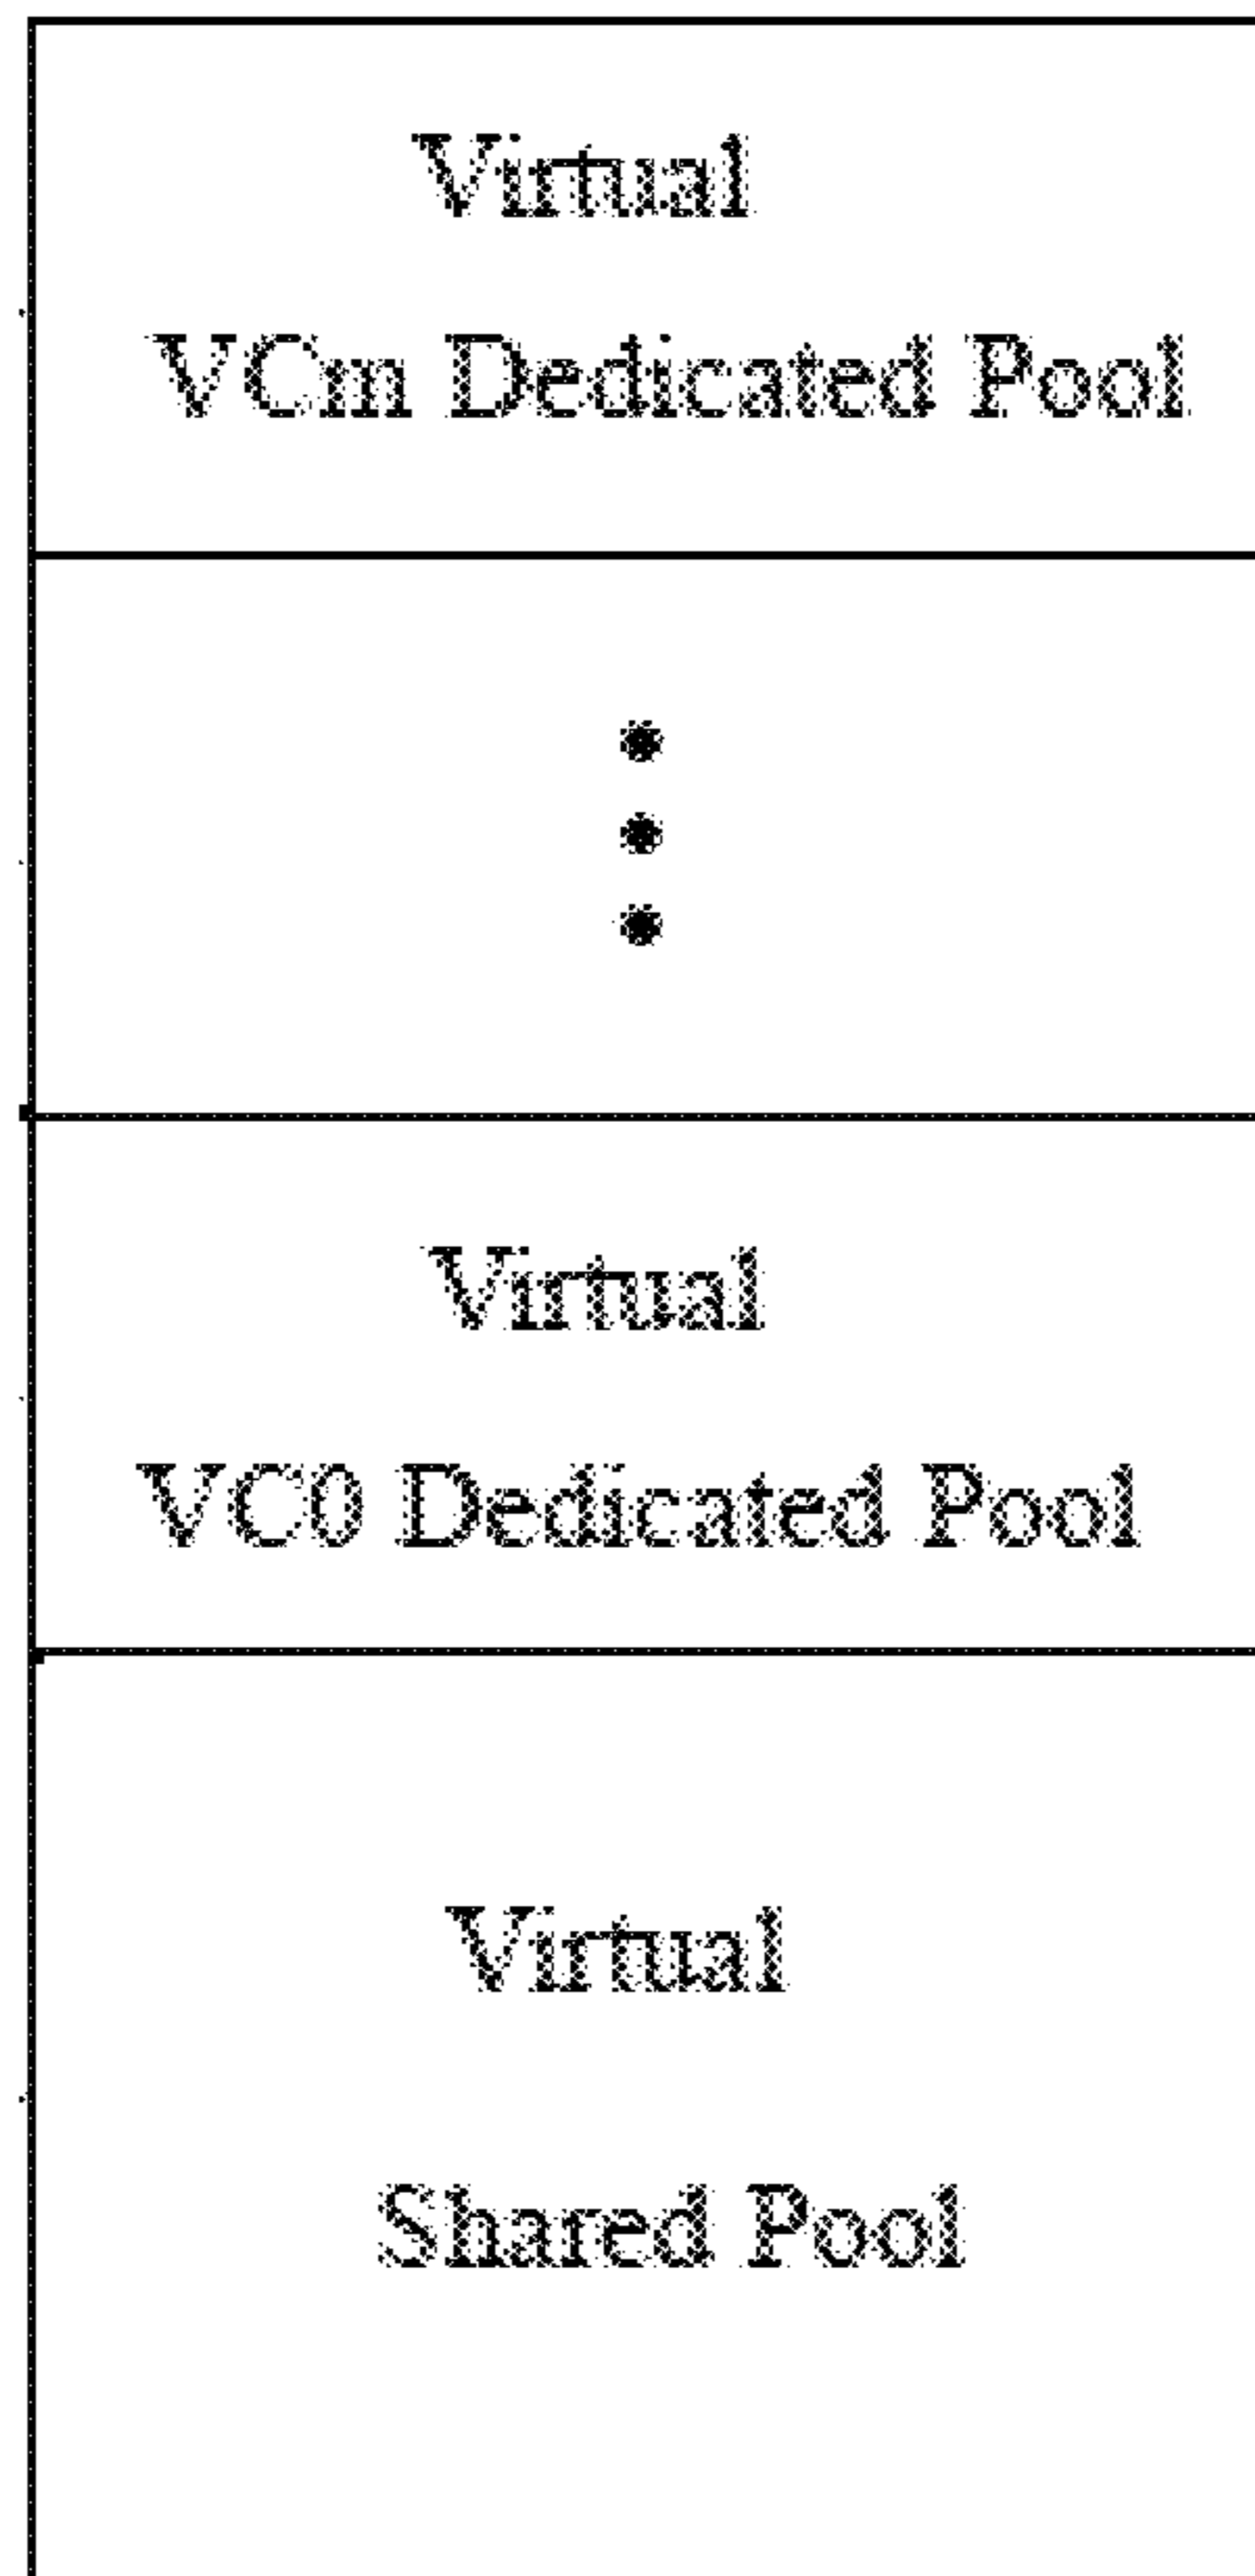 Virtual
VCm Dedicated Pool
Virtual
VC0 Dedicated Pool
Virtual
Shared Pool